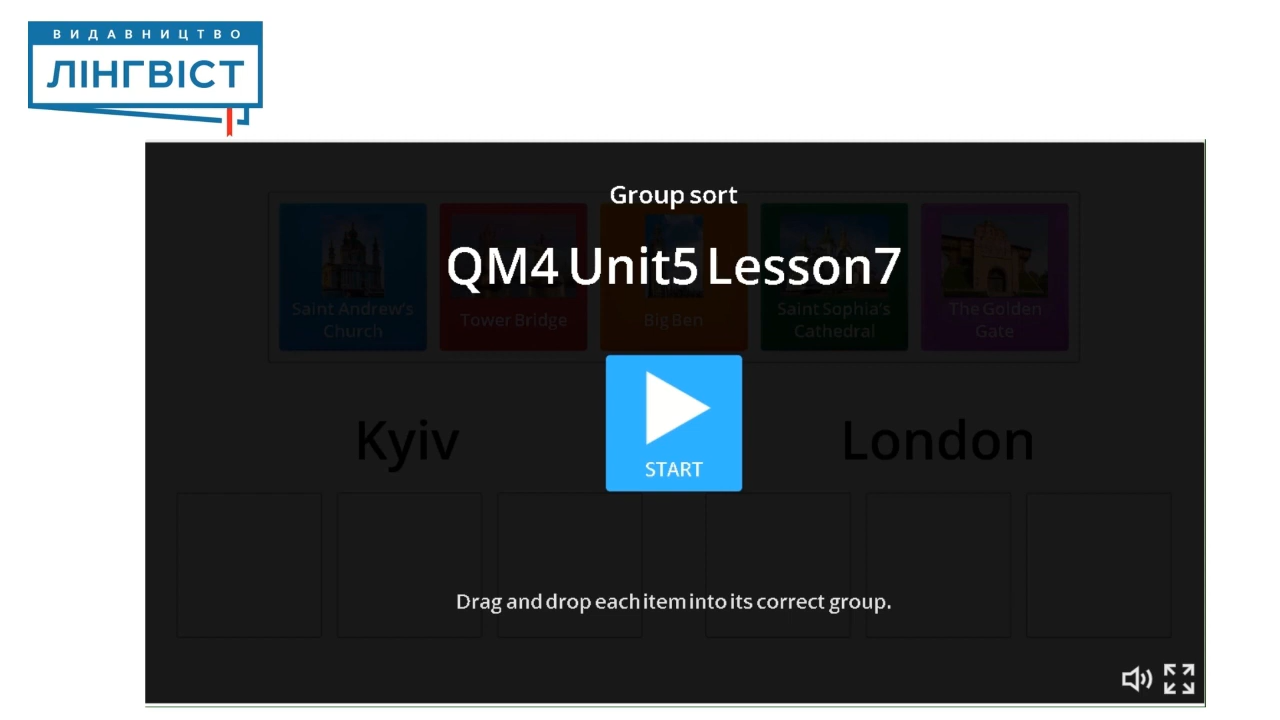 ВИДАВНИЦТВО
ЛІНГВІСТ
Group sort
QM4 Unit5 Lesson7
Saint Andrew's
Church
Tower Bridge
Big Ben
Saint Sophia's
Cathedral
The Golden
Gate
Kyiv
London
START
Drag and drop each item into its correct group.